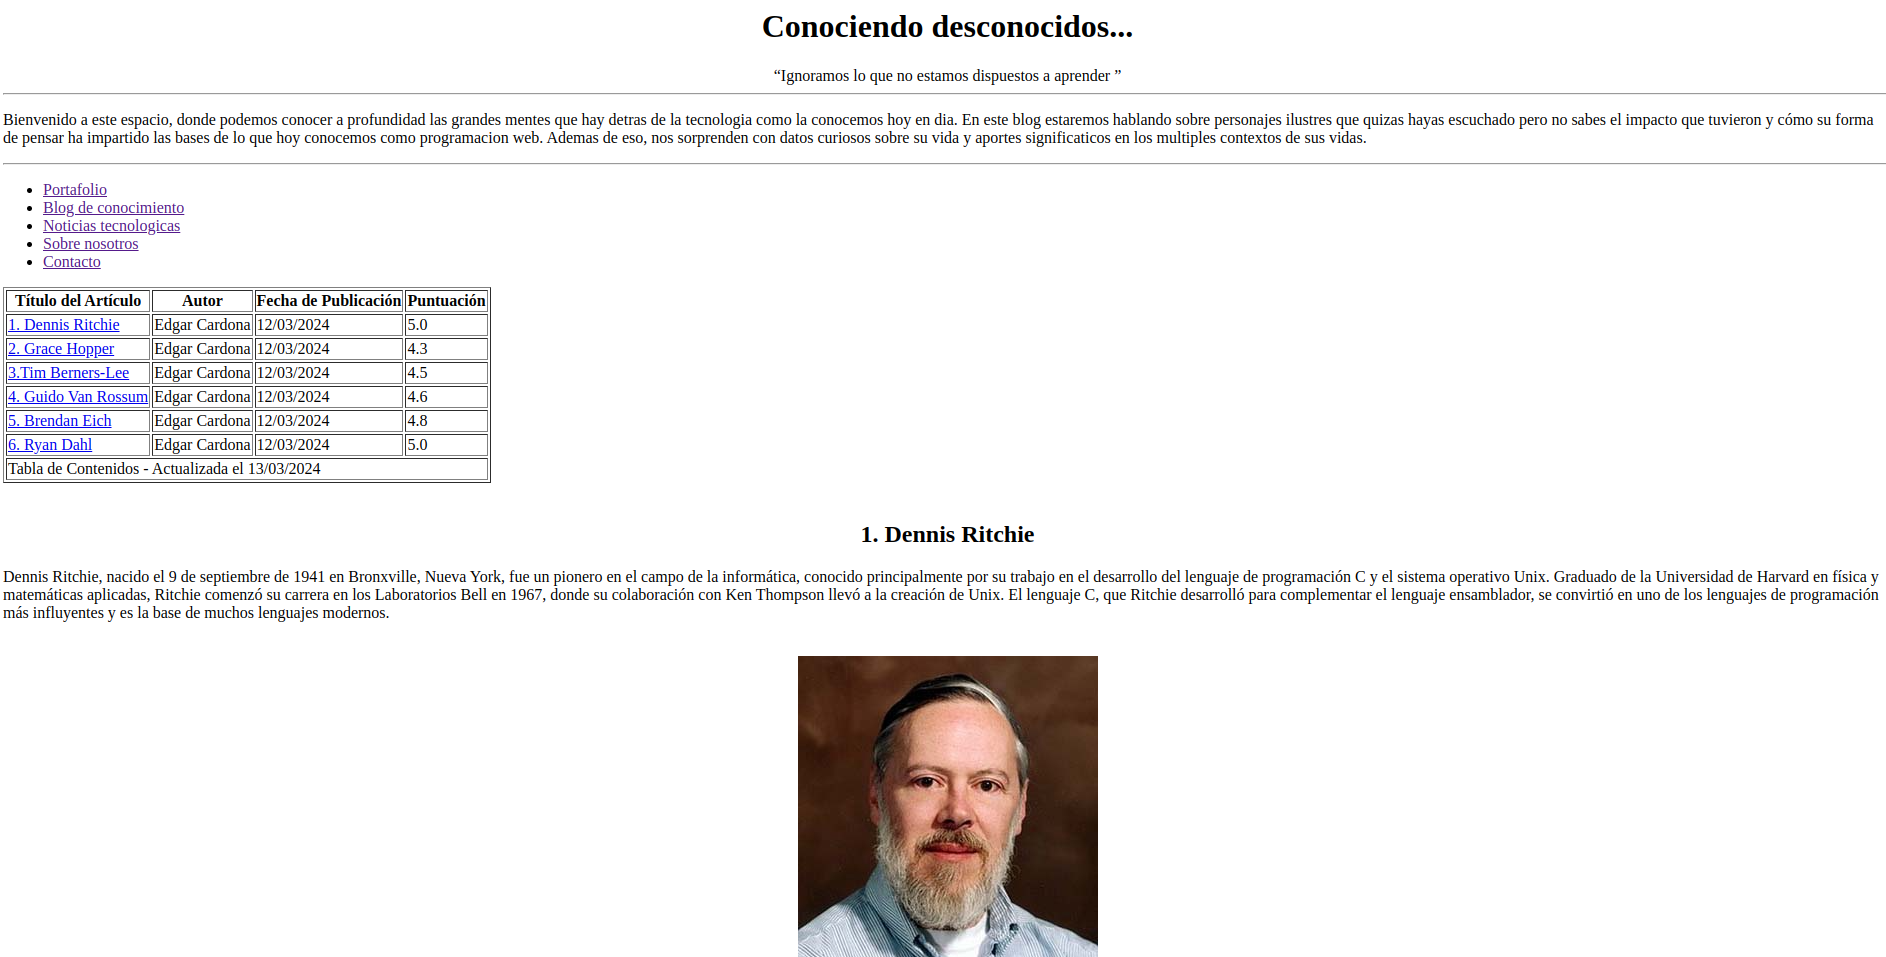 Conociendo desconocidos...
“Ignoramos lo que no estamos dispuestos a aprender ”
Bienvenido a este espacio, donde podemos conocer a profundidad las grandes mentes que hay detras de la tecnologia como la conocemos hoy en dia. En este blog estaremos hablando sobre personajes ilustres que quizas hayas escuchado pero no sabes el impacto que tuvieron y cómo su forma
de pensar ha impartido las bases de lo que hoy conocemos como programacion web. Ademas de eso, nos sorprenden con datos curiosos sobre su vida y aportes significaticos en los multiples contextos de sus vidas.
Portafolio
Blog de conocimiento
Noticias tecnologicas
Sobre nosotros
Contacto
Título del Artículo Autor Fecha de Publicación Puntuación
1. Dennis Ritchie Edgar Cardona 12/03/2024 5.0
2. Grace Hopper Edgar Cardona 12/03/2024 4.3
3.Tim Berners-Lee Edgar Cardona 12/03/2024 4.5
4. Guido Van Rossum Edgar Cardona 12/03/2024 4.6
5. Brendan Eich Edgar Cardona 12/03/2024 4.8
6. Ryan Dahl Edgar Cardona 12/03/2024 5.0
Tabla de Contenidos - Actualizada el 13/03/2024
1. Dennis Ritchie
Dennis Ritchie, nacido el 9 de septiembre de 1941 en Bronxville, Nueva York, fue un pionero en el campo de la informática, conocido principalmente por su trabajo en el desarrollo del lenguaje de programación C y el sistema operativo Unix. Graduado de la Universidad de Harvard en física y
matemáticas aplicadas, Ritchie comenzó su carrera en los Laboratorios Bell en 1967, donde su colaboración con Ken Thompson llevó a la creación de Unix. El lenguaje C, que Ritchie desarrolló para complementar el lenguaje ensamblador, se convirtió en uno de los lenguajes de programación
más influyentes y es la base de muchos lenguajes modernos.